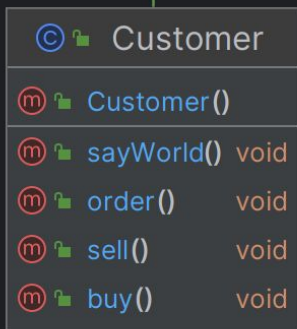 © Customer
m Customer()
m sayWorld() void
m order() void
m sell() void
m buy() void